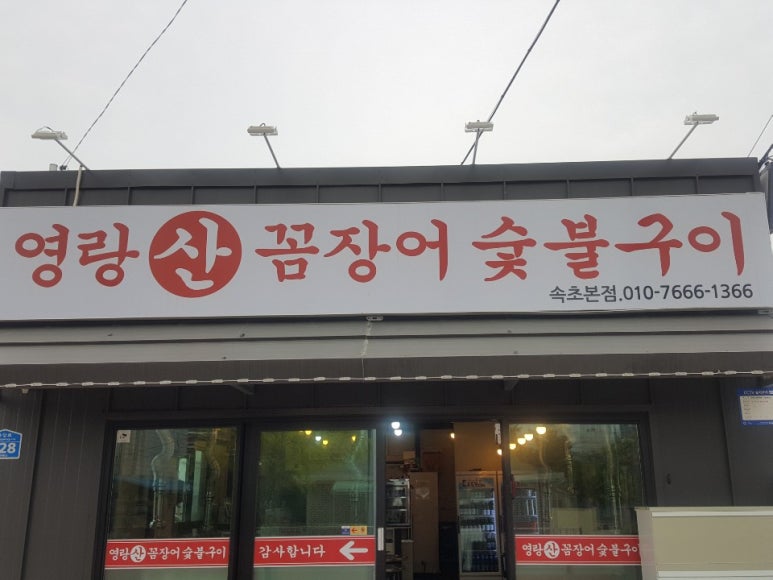 영랑 산 꼼장어 숯불구이
속초본점.010-7666-1366
28
영랑 산 꼼장어 숯불구이
감사합니다
영랑 산 꼼장어 숯불구이